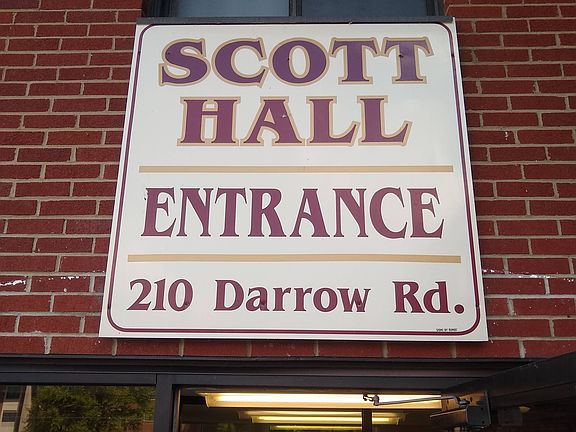 SCOTT
HALL
ENTRANCE
210 Darrow Rd.